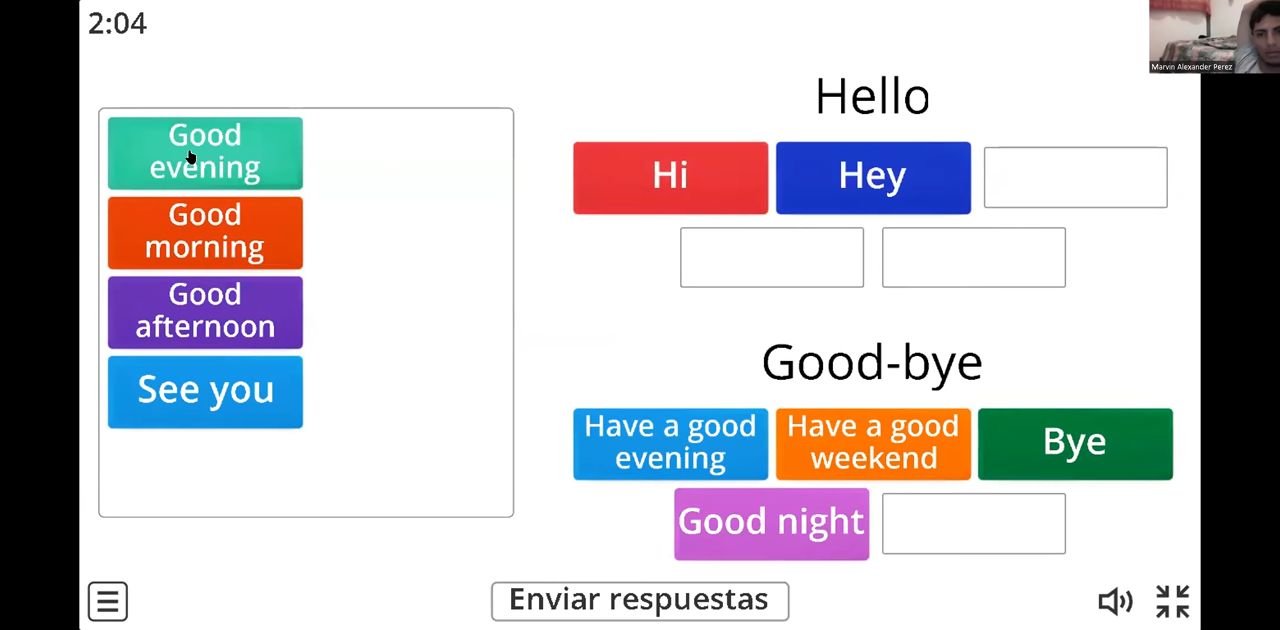 2:04
Marvin Alexander Perez
Good
evening
Good
morning
Good
afternoon
See you
Hello
Hi
Hey
Good-bye
Have a good
evening
Have a good
weekend
Bye
Good night
Enviar respuestas